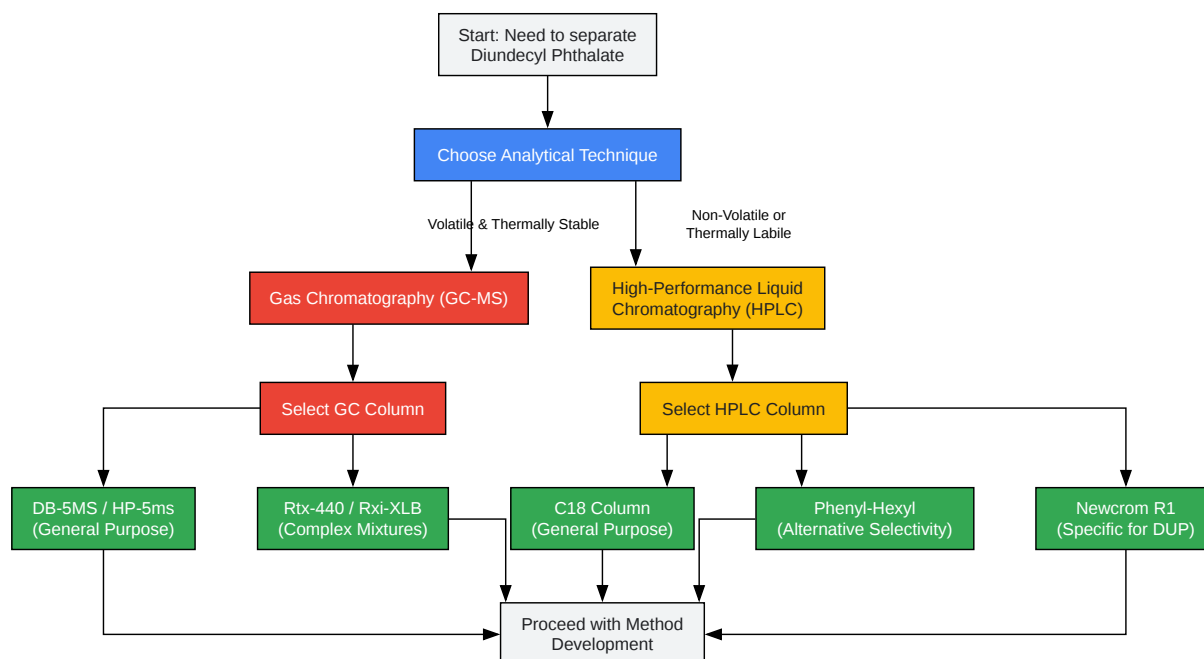 Start: Need to separate
Diundecyl Phthalate
Choose Analytical Technique
Volatile & Thermally Stable
Non-Volatile or
Thermally Labile
Gas Chromatography (GC-MS)
High-Performance Liquid
Chromatography (HPLC)
Select GC Column
Select HPLC Column
DB-5MS / HP-5ms
(General Purpose)
Rtx-440 / Rxi-XLB
(Complex Mixtures)
C18 Column
(General Purpose)
Phenyl-Hexyl
(Alternative Selectivity)
Newcrom R1
(Specific for DUP)
Proceed with Method
Development